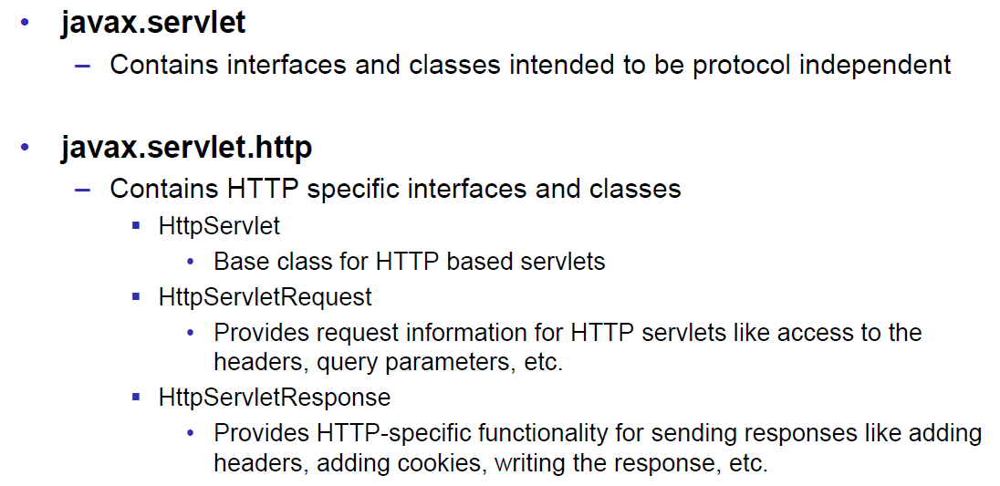 • javax.servlet
– Contains interfaces and classes intended to be protocol independent
• javax.servlet.http
– Contains HTTP specific interfaces and classes
▪ HttpServlet
• Base class for HTTP based servlets
▪ HttpServletRequest
• Provides request information for HTTP servlets like access to the
headers, query parameters, etc.
▪ HttpServletResponse
• Provides HTTP-specific functionality for sending responses like adding
headers, adding cookies, writing the response, etc.